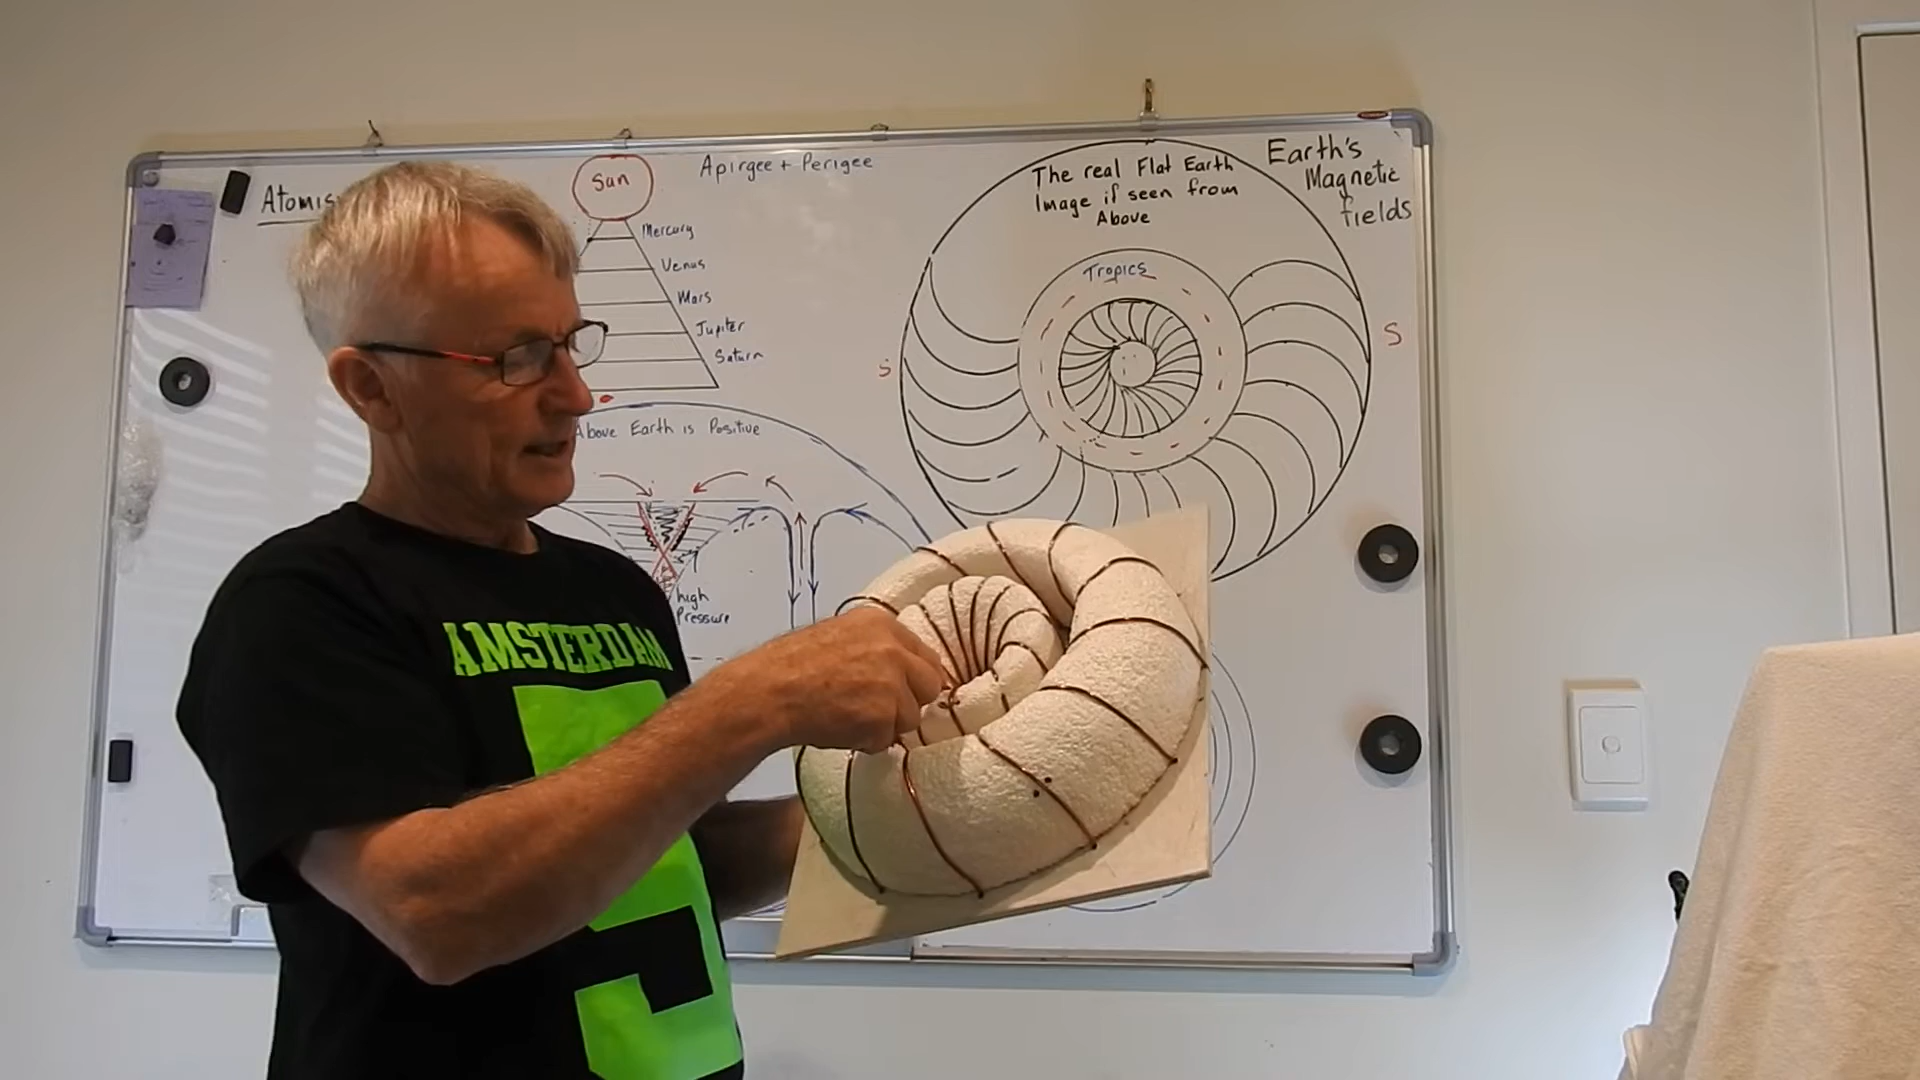 Atomis
Sun
Apirgee + Perigee
Mercury
Venus
Mars
Jupiter
Saturn
Above Earth is Positive
high
Pressure
The real Flat Earth
Image if seen from
Above
Tropics
Earth's
Magnetic
fields
S
S
AMSTERDAM